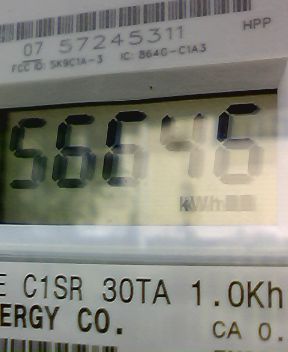 07 57245311 HPP
FCC ID: SK9C1A-3 IC: 864G-C1A3
56646
kWh
E C1SR 30TA 1.0Kh
ERGY CO. CA 0.